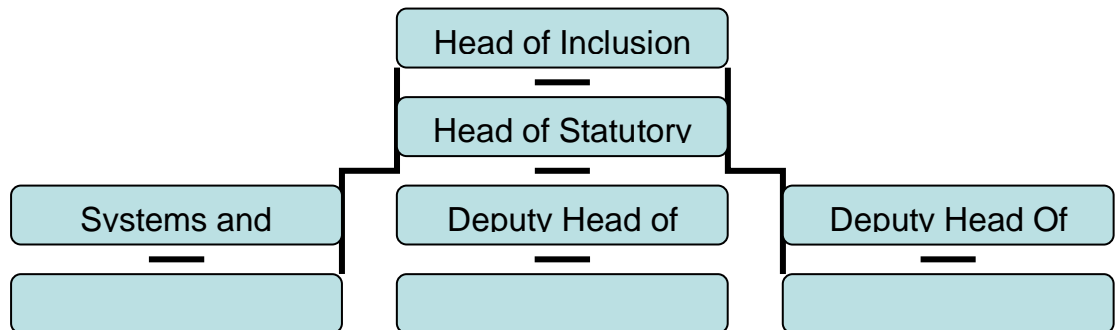 Head of Inclusion
Head of Statutory
Systems and
Deputy Head of
Deputy Head Of